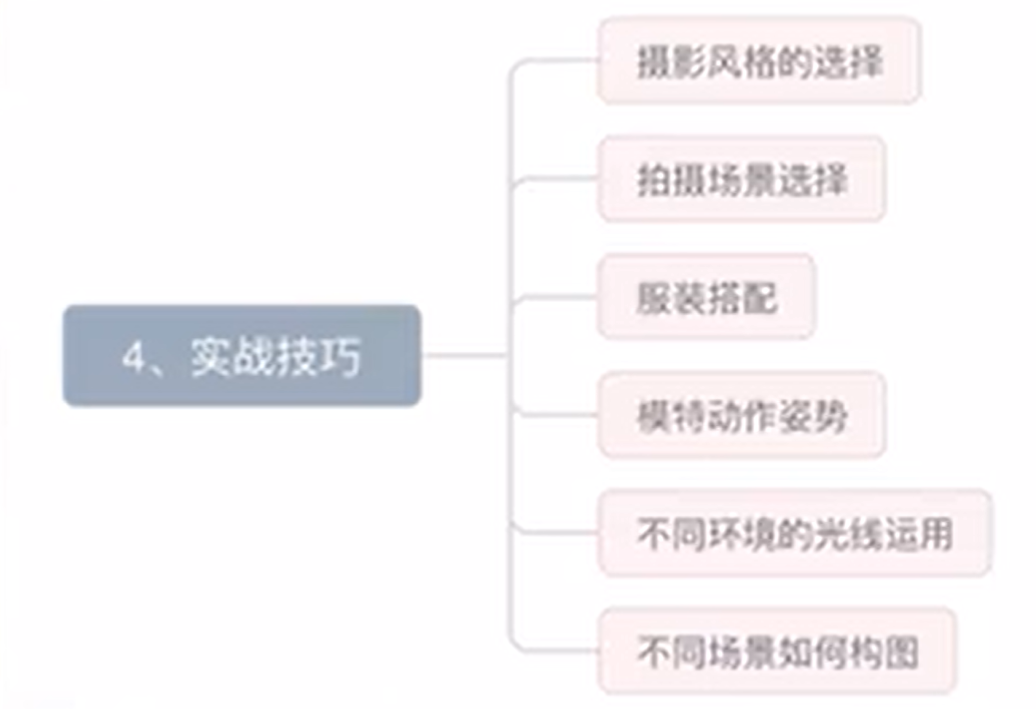 摄影风格的选择
拍摄场景选择
服装搭配
4、实战技巧
模特动作姿势
不同环境的光线运用
不同场景如何构图